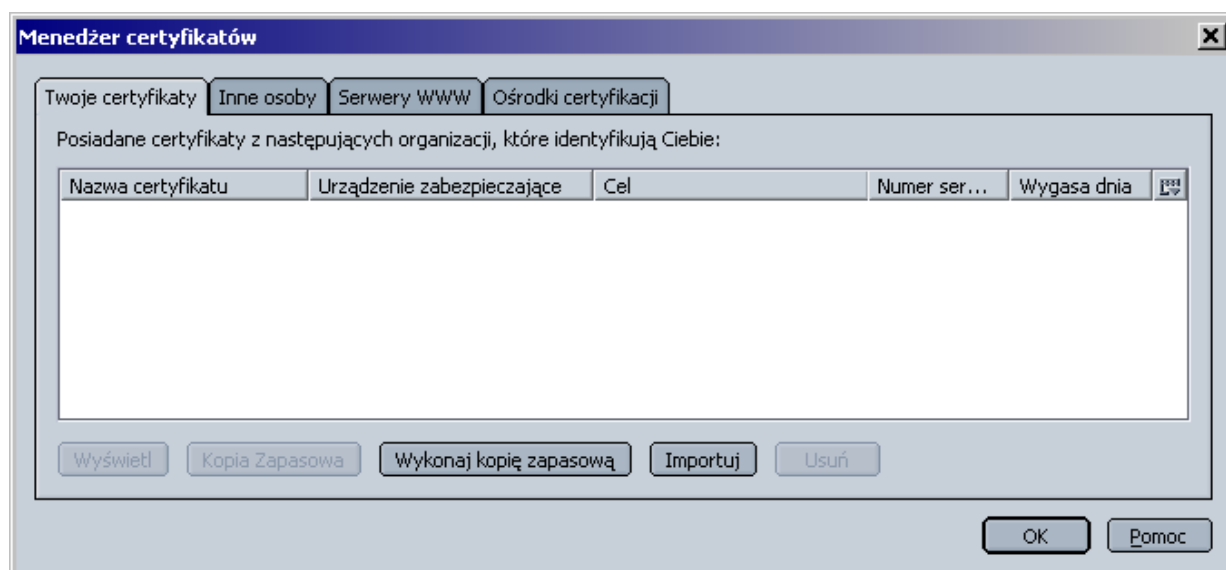 Menedżer certyfikatów
Twoje certyfikaty Inne osoby Serwery WWW Ośrodki certyfikacji
Posiadane certyfikaty z następujących organizacji, które identyfikują Ciebie:
Nazwa certyfikatu Urządzenie zabezpieczające Cel Numer ser... Wygasa dnia
Wyświetl Kopia Zapasowa Wykonaj kopię zapasową Importuj Usuń
OK Pomoc